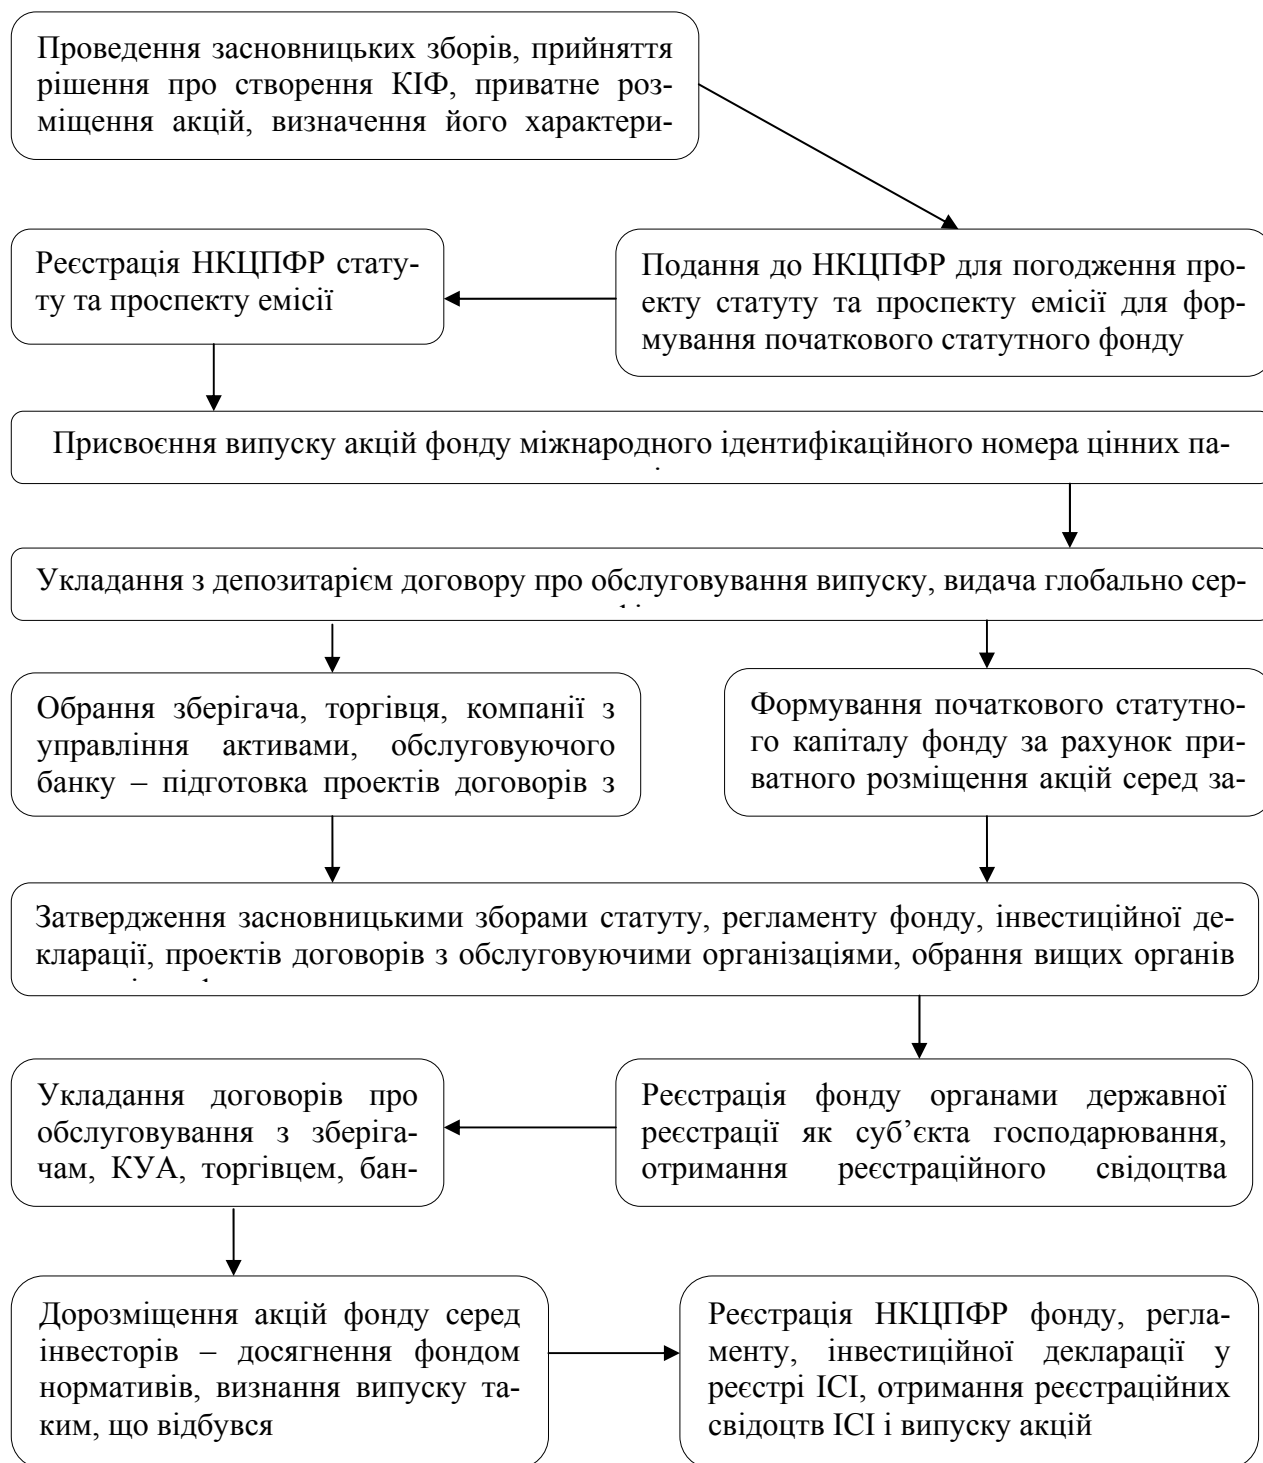 Проведення засновницьких зборів, прийняття
рішення про створення КІФ, приватне роз-
міщення акцій, визначення його характери-
Реєстрація НКЦПФР стату-
ту та проспекту емісії
Подання до НКЦПФР для погодження про-
екту статуту та проспекту емісії для фор-
мування початкового статутного фонду
Присвоєння випуску акцій фонду міжнародного ідентифікаційного номера цінних па-
Укладання з депозитарієм договору про обслуговування випуску, видача глобально сер-
Обрання зберігача, торгівця, компанії з
управління активами, обслуговуючого
банку – підготовка проектів договорів з
Формування початкового статутно-
го капіталу фонду за рахунок при-
ватного розміщення акцій серед за-
Затвердження засновницькими зборами статуту, регламенту фонду, інвестиційної де-
кларації, проектів договорів з обслуговуючими організаціями, обрання вищих органів
Укладання договорів про
обслуговування з зберіга-
чам, КУА, торгівцем, бан-
Реєстрація фонду органами державної
реєстрації як суб’єкта господарювання,
отримання реєстраційного свідоцтва
Дорозміщення акцій фонду серед
інвесторів – досягнення фондом
нормативів, визнання випуску та-
ким, що відбувся
Реєстрація НКЦПФР фонду, регла-
менту, інвестиційної декларації у
реєстрі ІСІ, отримання реєстраційних
свідоцтв ІСІ і випуску акцій